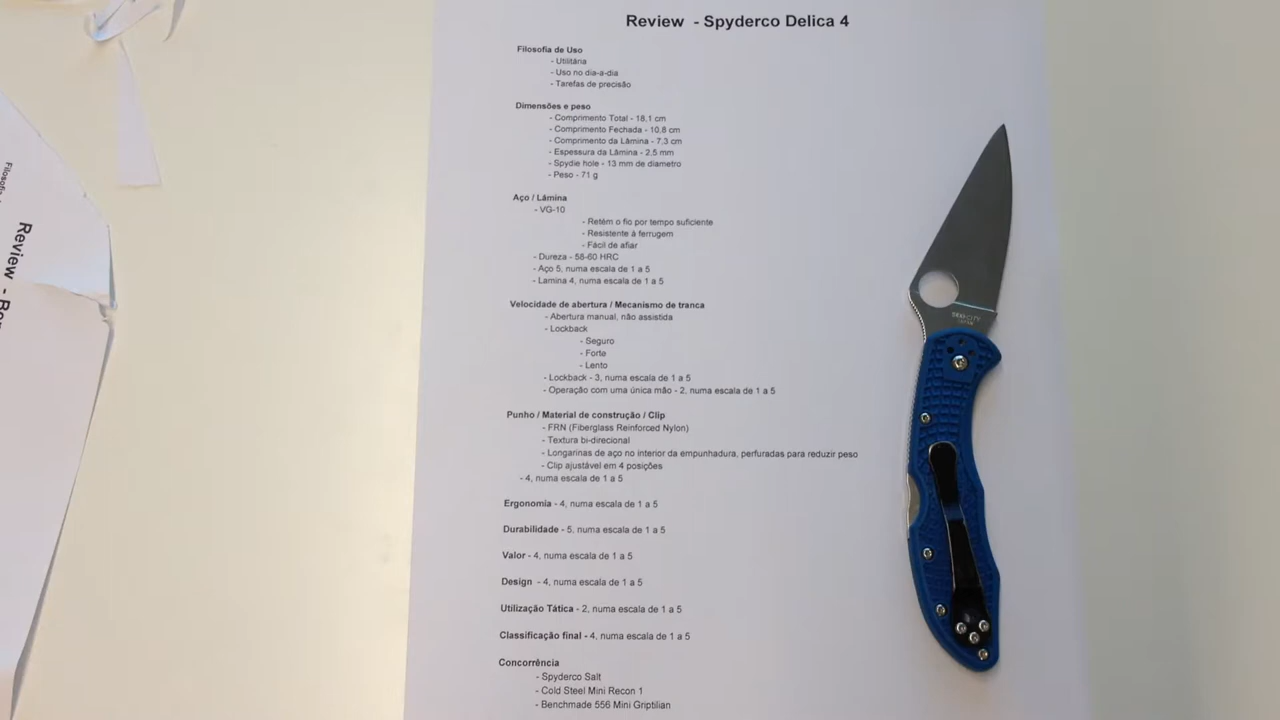 Review - Spyderco Delica 4
Filosofia de Uso
- Utilitária
- Uso no dia-a-dia
- Tarefas de precisão
Dimensões e peso
- Comprimento Total - 18,1 cm
- Comprimento Fechada - 10,8 cm
- Comprimento da Lâmina - 7,3 cm
- Espessura da Lâmina - 2,5 mm
- Spydie hole - 13 mm de diametro
- Peso - 71 g
Aço / Lâmina
- VG-10
- Retém o fio por tempo suficiente
- Resistente à ferrugem
- Fácil de afiar
- Dureza - 58-60 HRC
- Aço 5, numa escala de 1 a 5
- Lamina 4, numa escala de 1 a 5
Velocidade de abertura / Mecanismo de tranca
- Abertura manual, não assistida
- Lockback
- Seguro
- Forte
- Lento
- Lockback - 3, numa escala de 1 a 5
- Operação com uma única mão - 2, numa escala de 1 a 5
Punho / Material de construção / Clip
- FRN (Fiberglass Reinforced Nylon)
- Textura bi-direcional
- Longarinas de aço no interior da empunhadura, perfuradas para reduzir peso
- Clip ajustável em 4 posições
- 4, numa escala de 1 a 5
Ergonomia - 4, numa escala de 1 a 5
Durabilidade - 5, numa escala de 1 a 5
Valor - 4, numa escala de 1 a 5
Design - 4, numa escala de 1 a 5
Utilização Tática - 2, numa escala de 1 a 5
Classificação final - 4, numa escala de 1 a 5
Concorrência
- Spyderco Salt
- Cold Steel Mini Recon 1
- Benchmade 556 Mini Griptilian
Review -